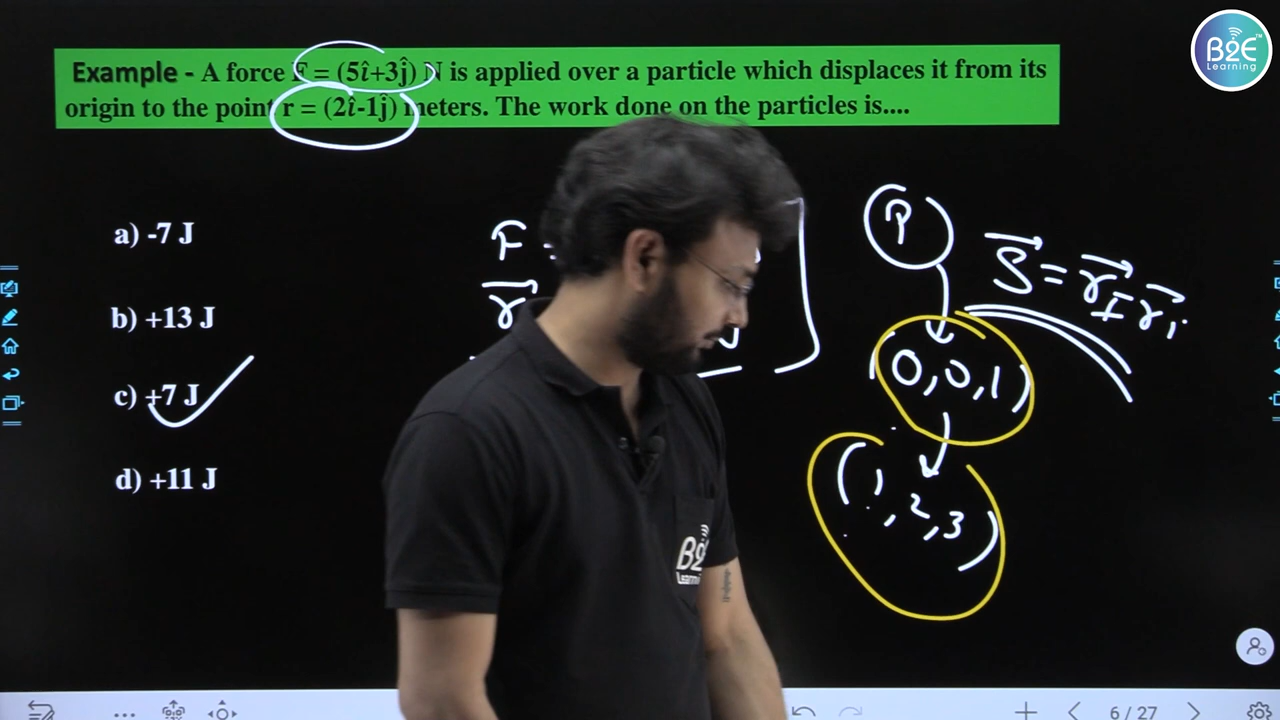 B2E
Learning
Example - A force F = (5î+3ĵ) N is applied over a particle which displaces it from its
origin to the point r = (2î-1ĵ) meters. The work done on the particles is....
a) -7 J
b) +13 J
c) +7 J
d) +11 J
F =
r
P
S = r r i
(0,0,1)
(1,2,3)
B2E
Learni
6 / 27